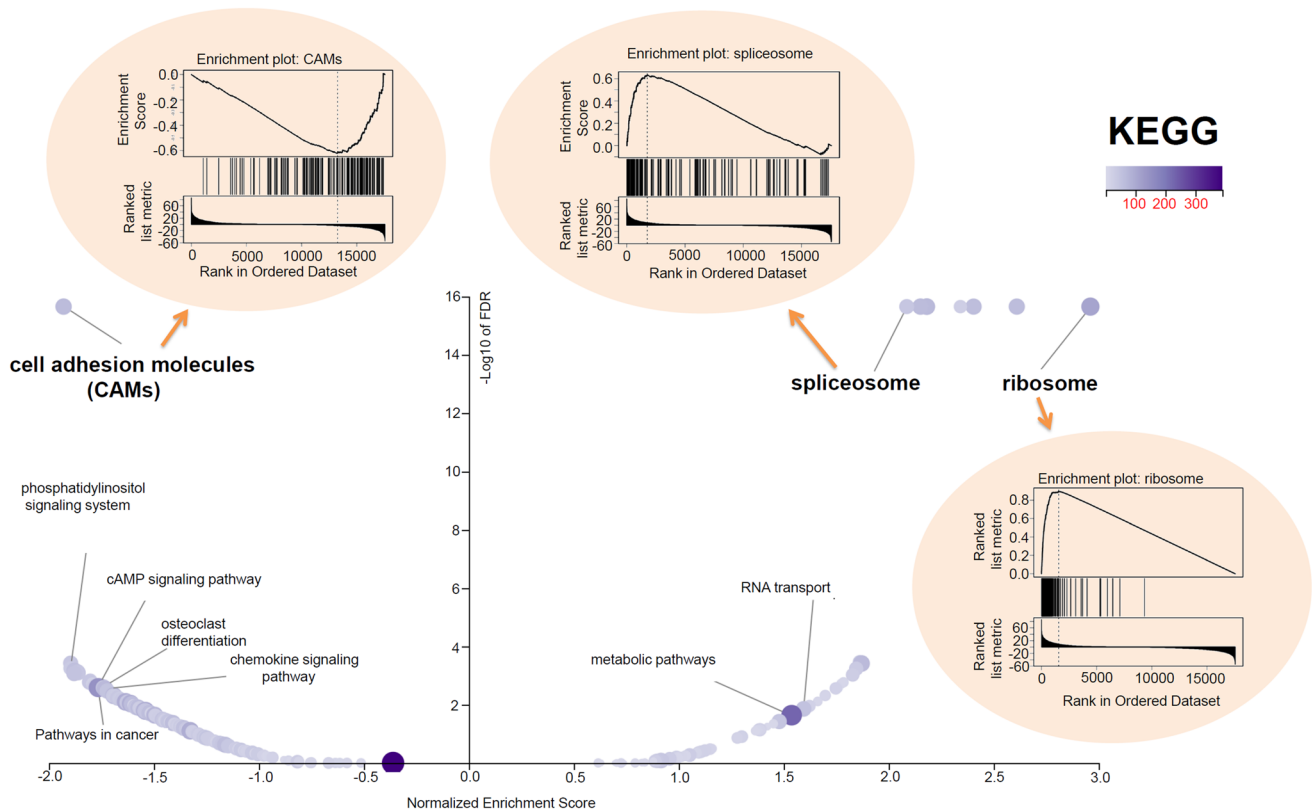 Enrichment plot: CAMs
0.0
-0.2
-0.4
-0.6
Enrichment
Score
60
20
-20
-60
Ranked
list metric
0 5000 10000 15000
Rank in Ordered Dataset
Enrichment plot: spliceosome
0.6
0.4
0.2
0.0
Enrichment
Score
60
20
-20
-60
Ranked
list metric
0 5000 10000 15000
Rank in Ordered Dataset
KEGG
100 200 300
16
14
12
10
8
6
4
2
-Log10 of FDR
cell adhesion molecules
(CAMs)
spliceosome
ribosome
Enrichment plot: ribosome
0.8
0.6
0.4
0.2
0.0
Ranked
list metric
60
20
-20
-60
Ranked
list metric
0 5000 10000 15000
Rank in Ordered Dataset
phosphatidylinositol
signaling system
cAMP signaling pathway
osteoclast
differentiation
chemokine signaling
pathway
Pathways in cancer
RNA transport
metabolic pathways
-2.0 -1.5 -1.0 -0.5 0.0 0.5 1.0 1.5 2.0 2.5 3.0
Normalized Enrichment Score